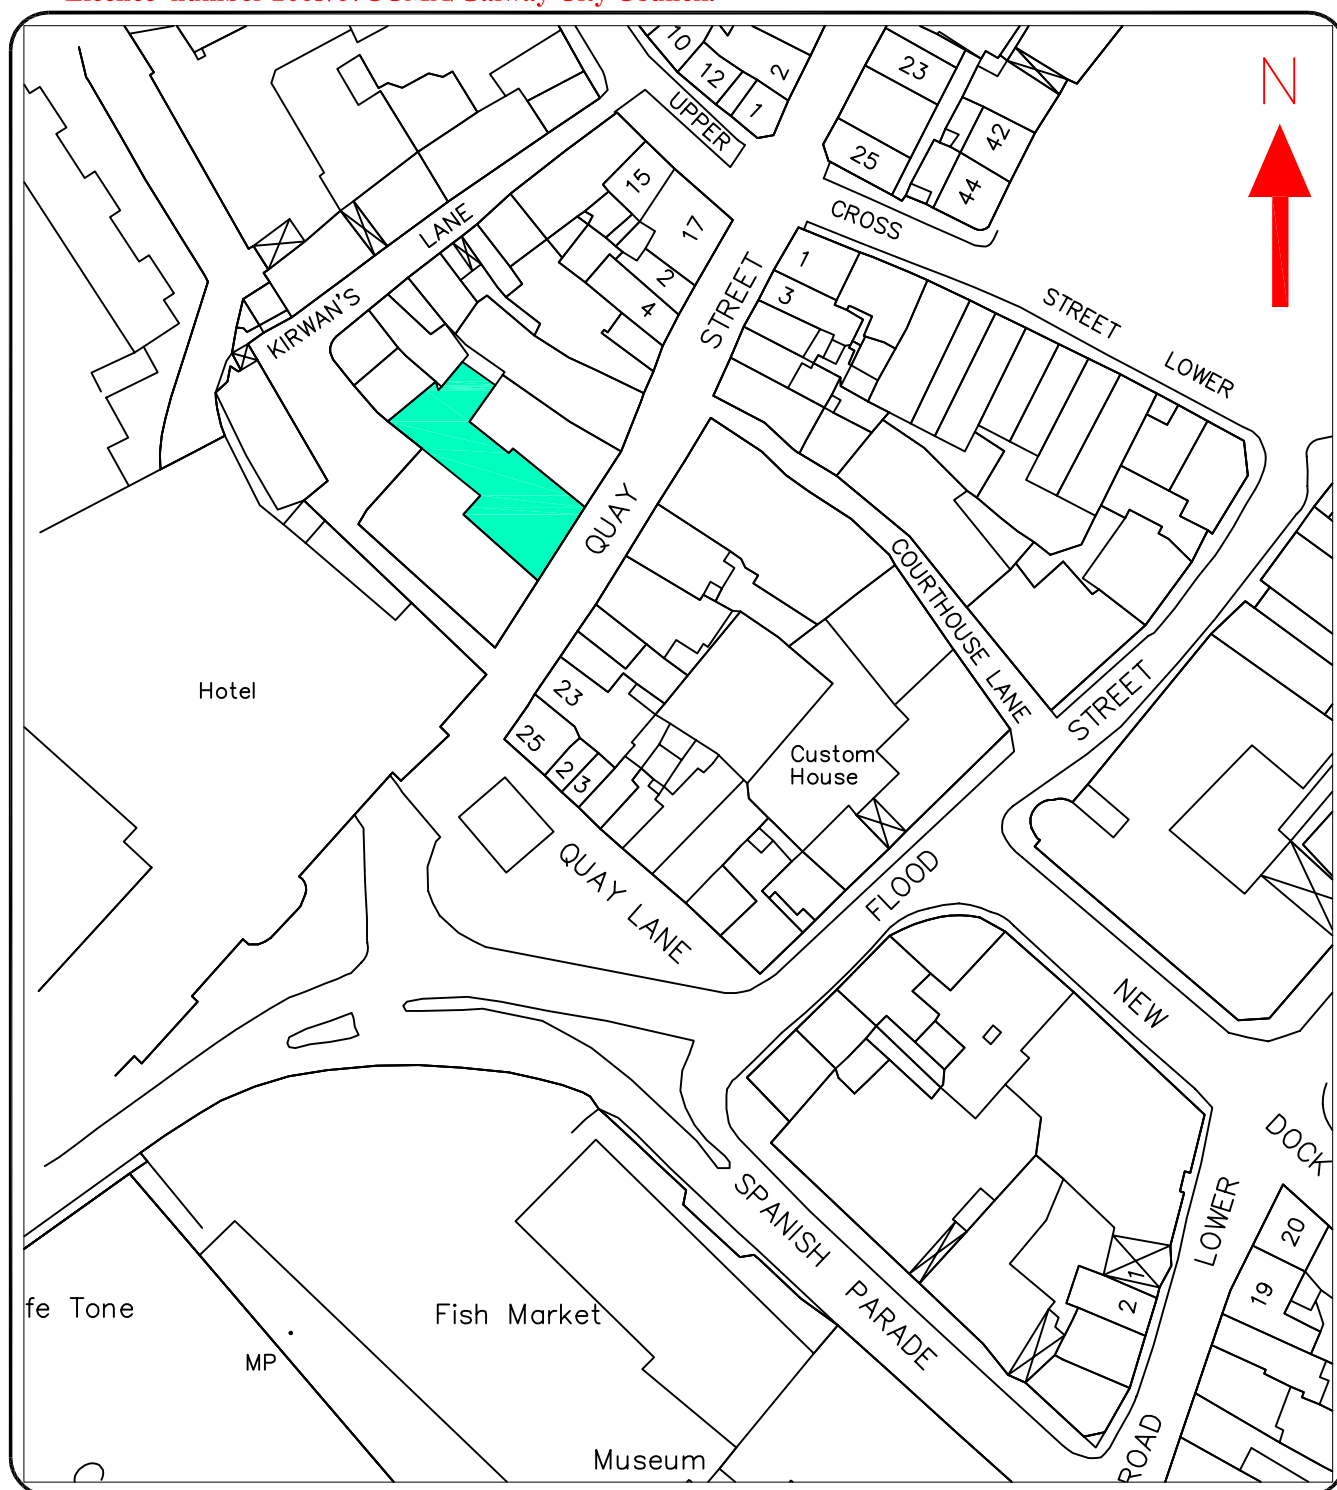 10
12
2
1
UPPER
23
25
42
44
N
CROSS
15
17
2
4
KIRWAN'S LANE
1
3
STREET
STREET LOWER
QUAY
COURTHOUSE LANE
Hotel
23
25
2
3
Custom
House
STREET
FLOOD
QUAY LANE
NEW
DOCK
LOWER
ROAD
SPANISH PARADE
20
19
1
2
fe Tone
MP
Fish Market
Museum